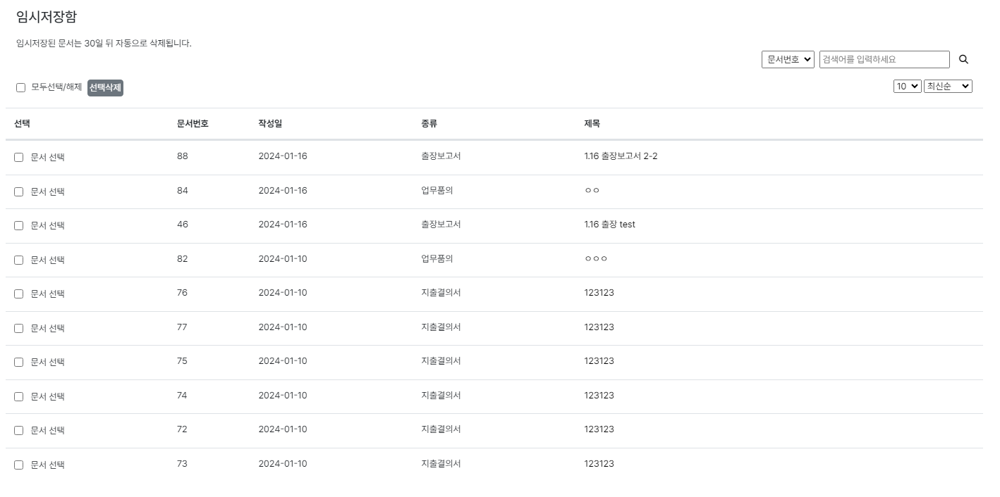 임시저장함
임시저장된 문서는 30일 뒤 자동으로 삭제됩니다.
문서번호 검색어를 입력하세요
모두선택/해제 선택삭제 10 최신순
선택 문서번호 작성일 종류 제목
문서 선택 88 2024-01-16 출장보고서 1.16 출장보고서 2-2
문서 선택 84 2024-01-16 업무품의 ㅇㅇ
문서 선택 46 2024-01-16 출장보고서 1.16 출장 test
문서 선택 82 2024-01-10 업무품의 ㅇㅇㅇ
문서 선택 76 2024-01-10 지출결의서 123123
문서 선택 77 2024-01-10 지출결의서 123123
문서 선택 75 2024-01-10 지출결의서 123123
문서 선택 74 2024-01-10 지출결의서 123123
문서 선택 72 2024-01-10 지출결의서 123123
문서 선택 73 2024-01-10 지출결의서 123123